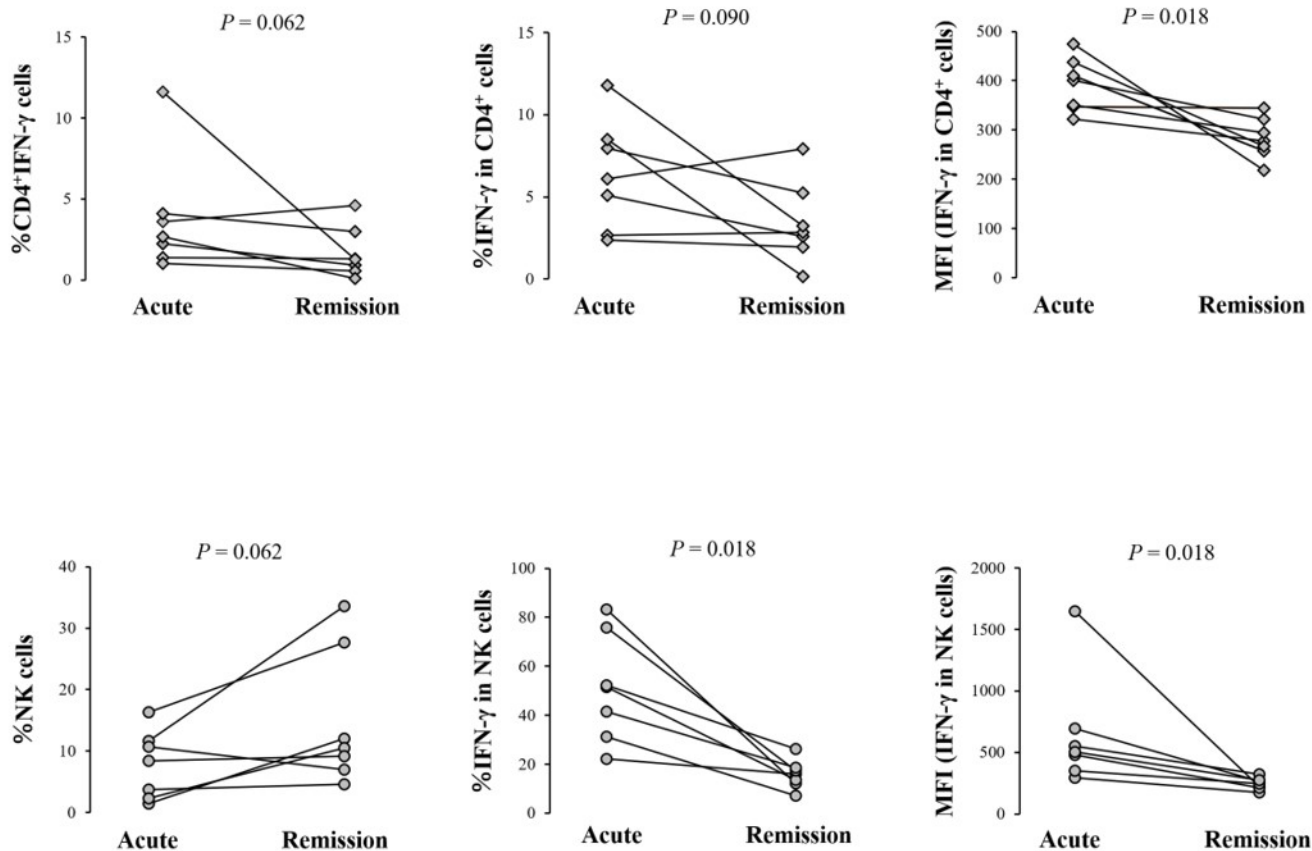 P = 0.062
%CD4⁺IFN-γ cells
15
10
5
0
Acute Remission
P = 0.090
%IFN-γ in CD4⁺ cells
15
10
5
0
Acute Remission
P = 0.018
MFI (IFN-γ in CD4⁺ cells)
500
400
300
200
100
0
Acute Remission
P = 0.062
%NK cells
40
30
20
10
0
Acute Remission
P = 0.018
%IFN-γ in NK cells
100
80
60
40
20
0
Acute Remission
P = 0.018
MFI (IFN-γ in NK cells)
2000
1500
1000
500
0
Acute Remission